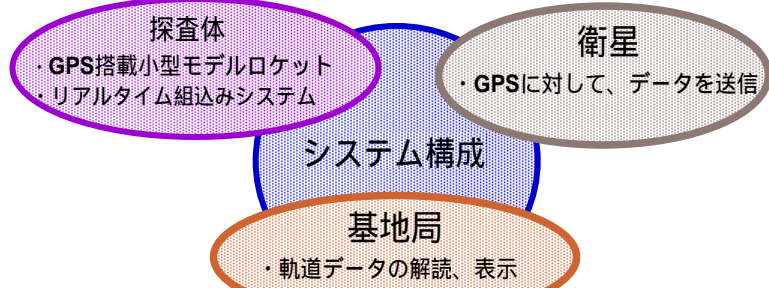 探査体
・GPS搭載小型モデルロケット
・リアルタイム組込みシステム
衛星
・GPSに対して、データを送信
システム構成
基地局
・軌道データの解読、表示